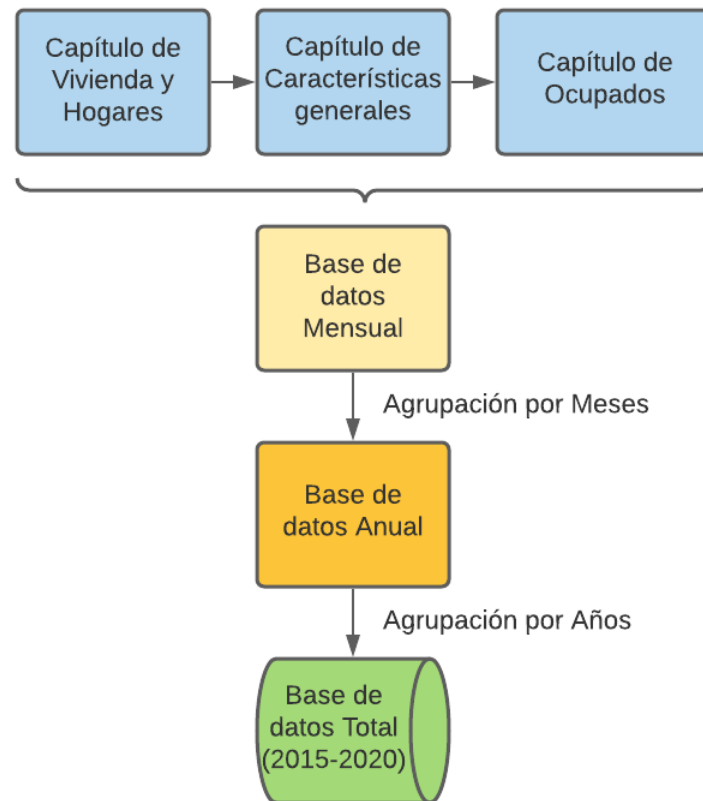 Capítulo de
Vivienda y
Hogares
Capítulo de
Características
generales
Capítulo de
Ocupados
Base de
datos
Mensual
Agrupación por Meses
Base de
datos Anual
Agrupación por Años
Base de
datos Total
(2015-2020)